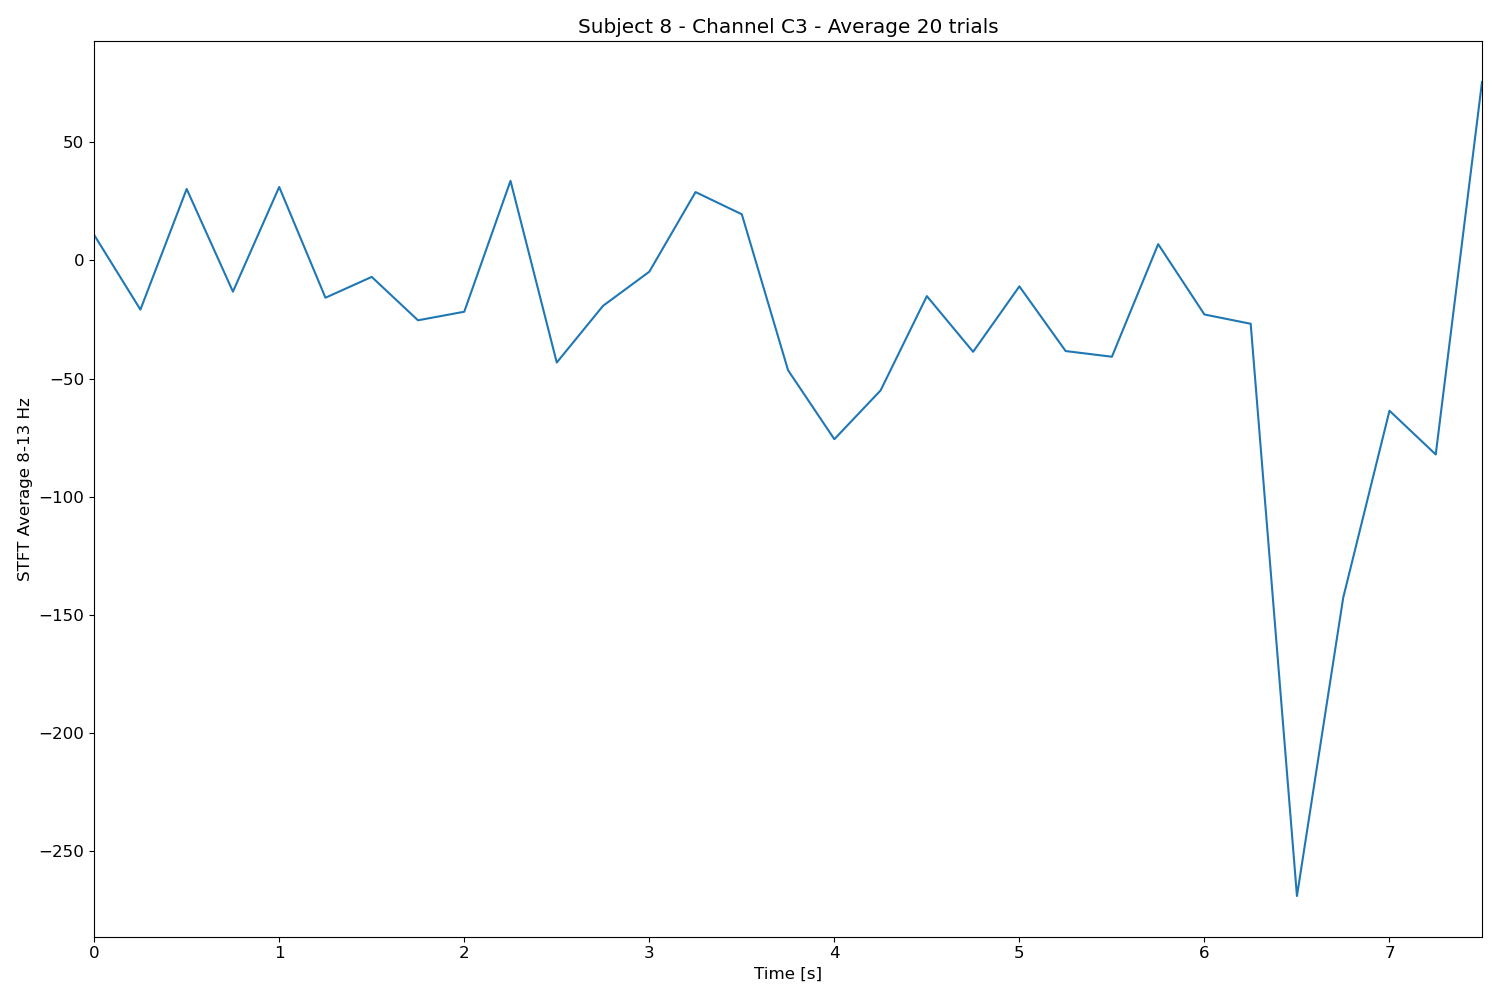 Subject 8 - Channel C3 - Average 20 trials
50
0
−50
−100
−150
−200
−250
STFT Average 8-13 Hz
0 1 2 3 4 5 6 7
Time [s]